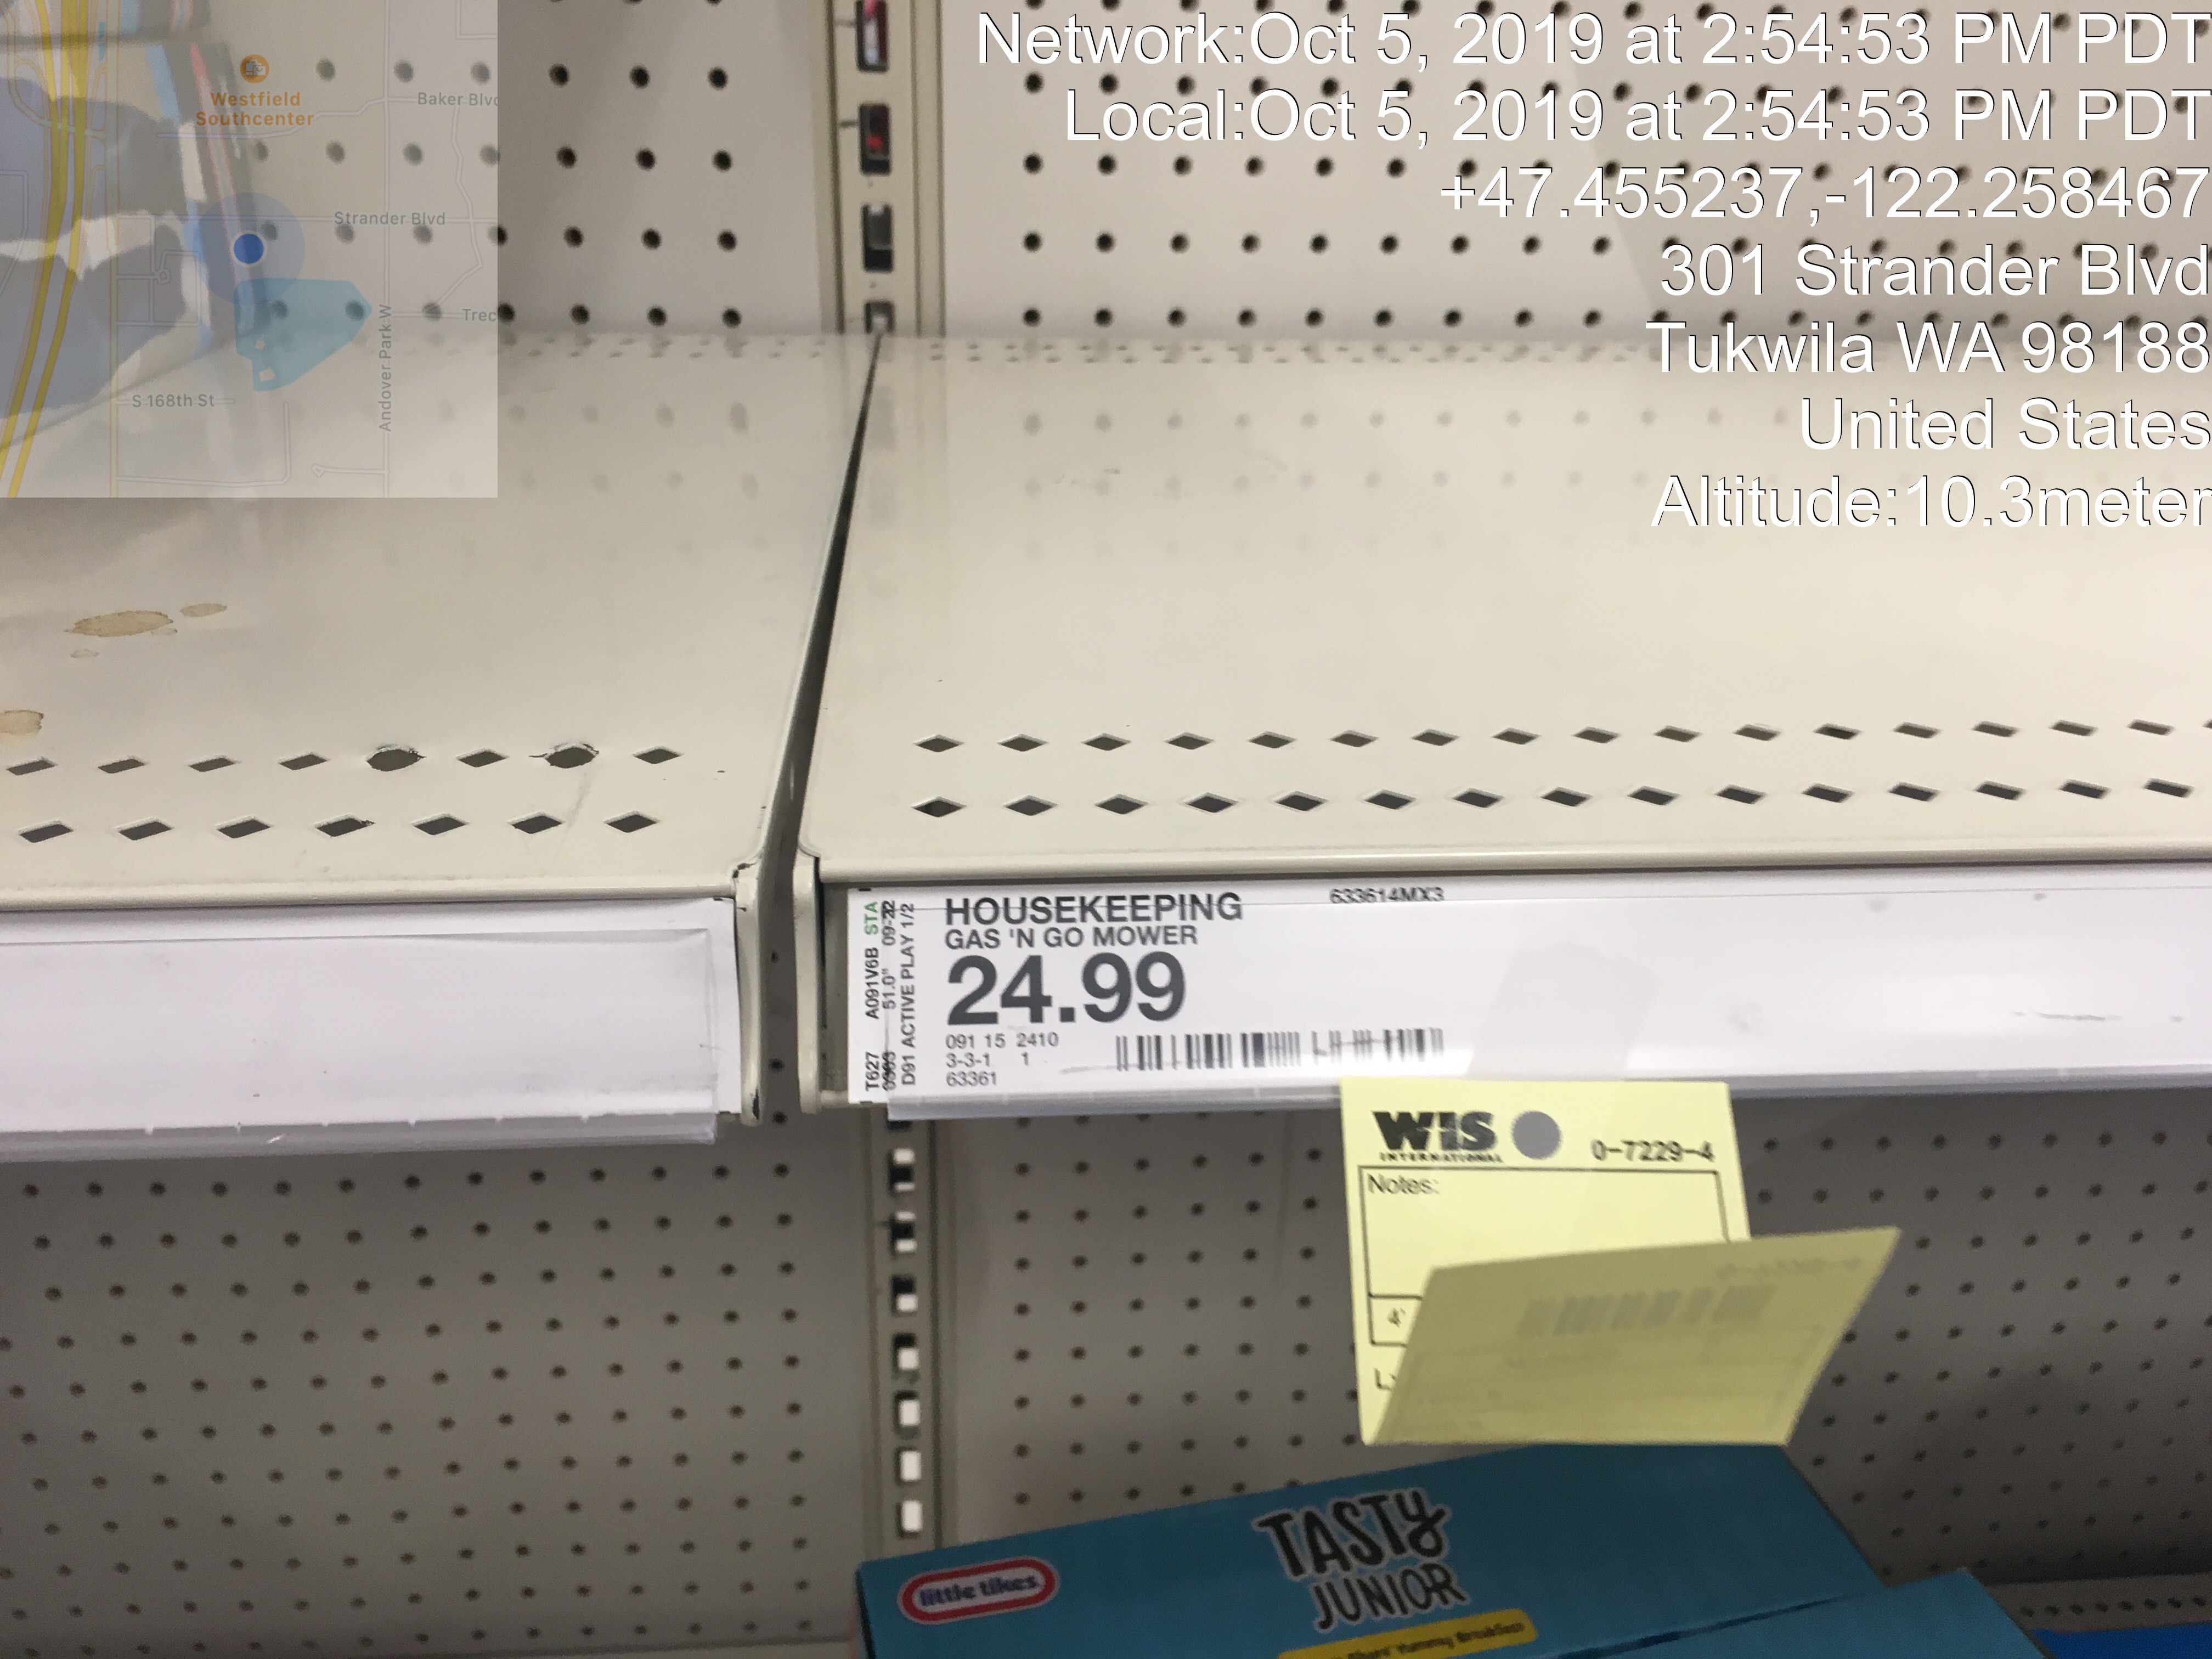 Network:Oct 5, 2019 at 2:54:53 PM PDT
Local:Oct 5, 2019 at 2:54:53 PM PDT
+47.455237,-122.258467
301 Strander Blvd
Tukwila WA 98188
United States
Altitude:10.3meter
Westfield
Southcenter
Baker Blvd
Strander Blvd
Trec
Andover Park W
S 168th St
HOUSEKEEPING
633614MX3
GAS 'N GO MOWER
24.99
091 15 2410
3-3-1 1
63361
T627 A091V6B STA
51.0"
D91 ACTIVE PLAY 1/2
WIS
INTERNATIONAL
0-7229-4
Notes:
4'
little tikes
TASTY
JUNIOR
Yummy Breakfast